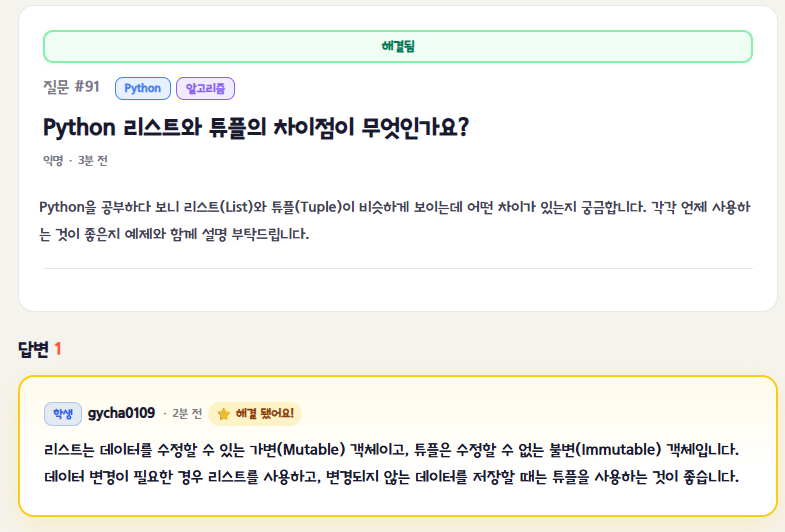 해결됨
질문 #91 Python 알고리즘
Python 리스트와 튜플의 차이점이 무엇인가요?
익명 · 3분 전
Python을 공부하다 보니 리스트(List)와 튜플(Tuple)이 비슷하게 보이는데 어떤 차이가 있는지 궁금합니다. 각각 언제 사용하
는 것이 좋은지 예제와 함께 설명 부탁드립니다.
답변 1
학생 gycha0109 · 2분 전 ⭐ 해결 됐어요!
리스트는 데이터를 수정할 수 있는 가변(Mutable) 객체이고, 튜플은 수정할 수 없는 불변(Immutable) 객체입니다.
데이터 변경이 필요한 경우 리스트를 사용하고, 변경되지 않는 데이터를 저장할 때는 튜플을 사용하는 것이 좋습니다.